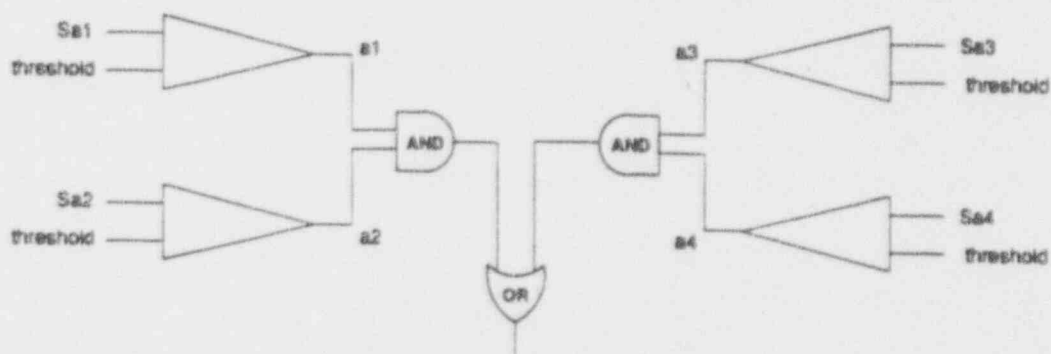 Sa1
threshold
a1
a3
Sa3
threshold
AND
AND
Sa2
threshold
a2
a4
Sa4
threshold
OR